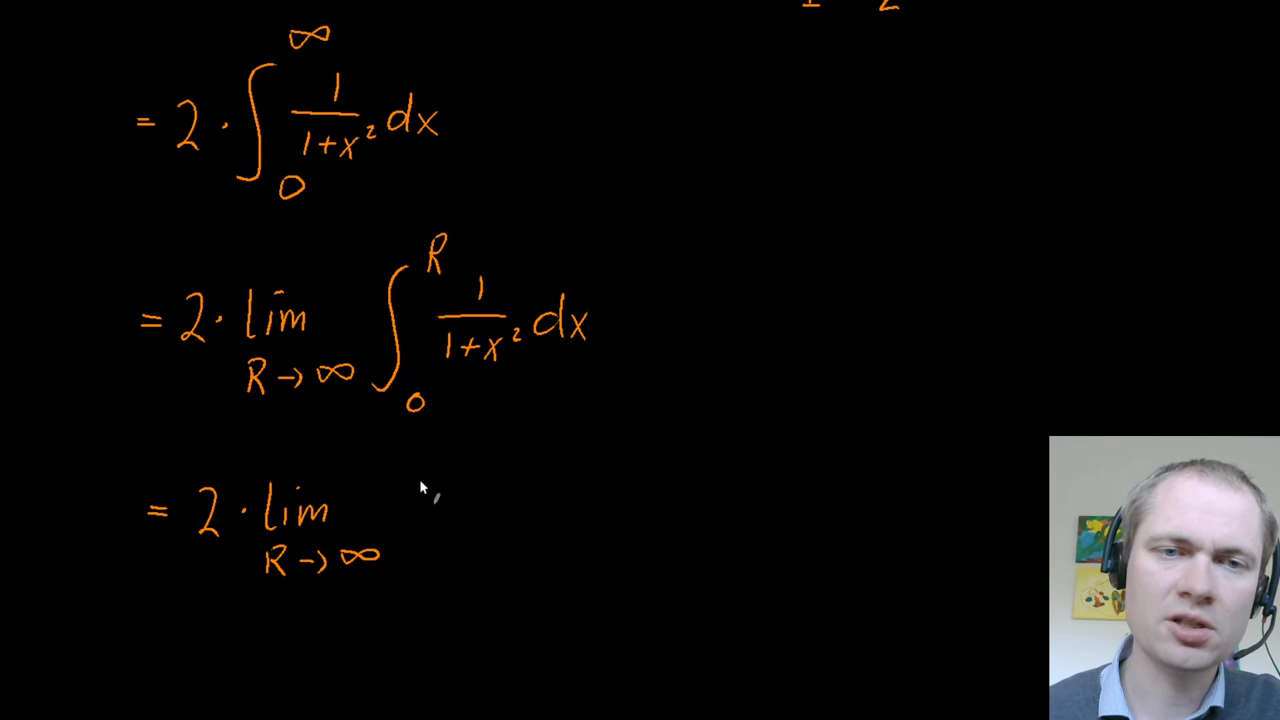 = 2 · ∫₀^∞ 1/(1+x²) dx
= 2 · lim_{R→∞} ∫₀^R 1/(1+x²) dx
= 2 · lim_{R→∞}